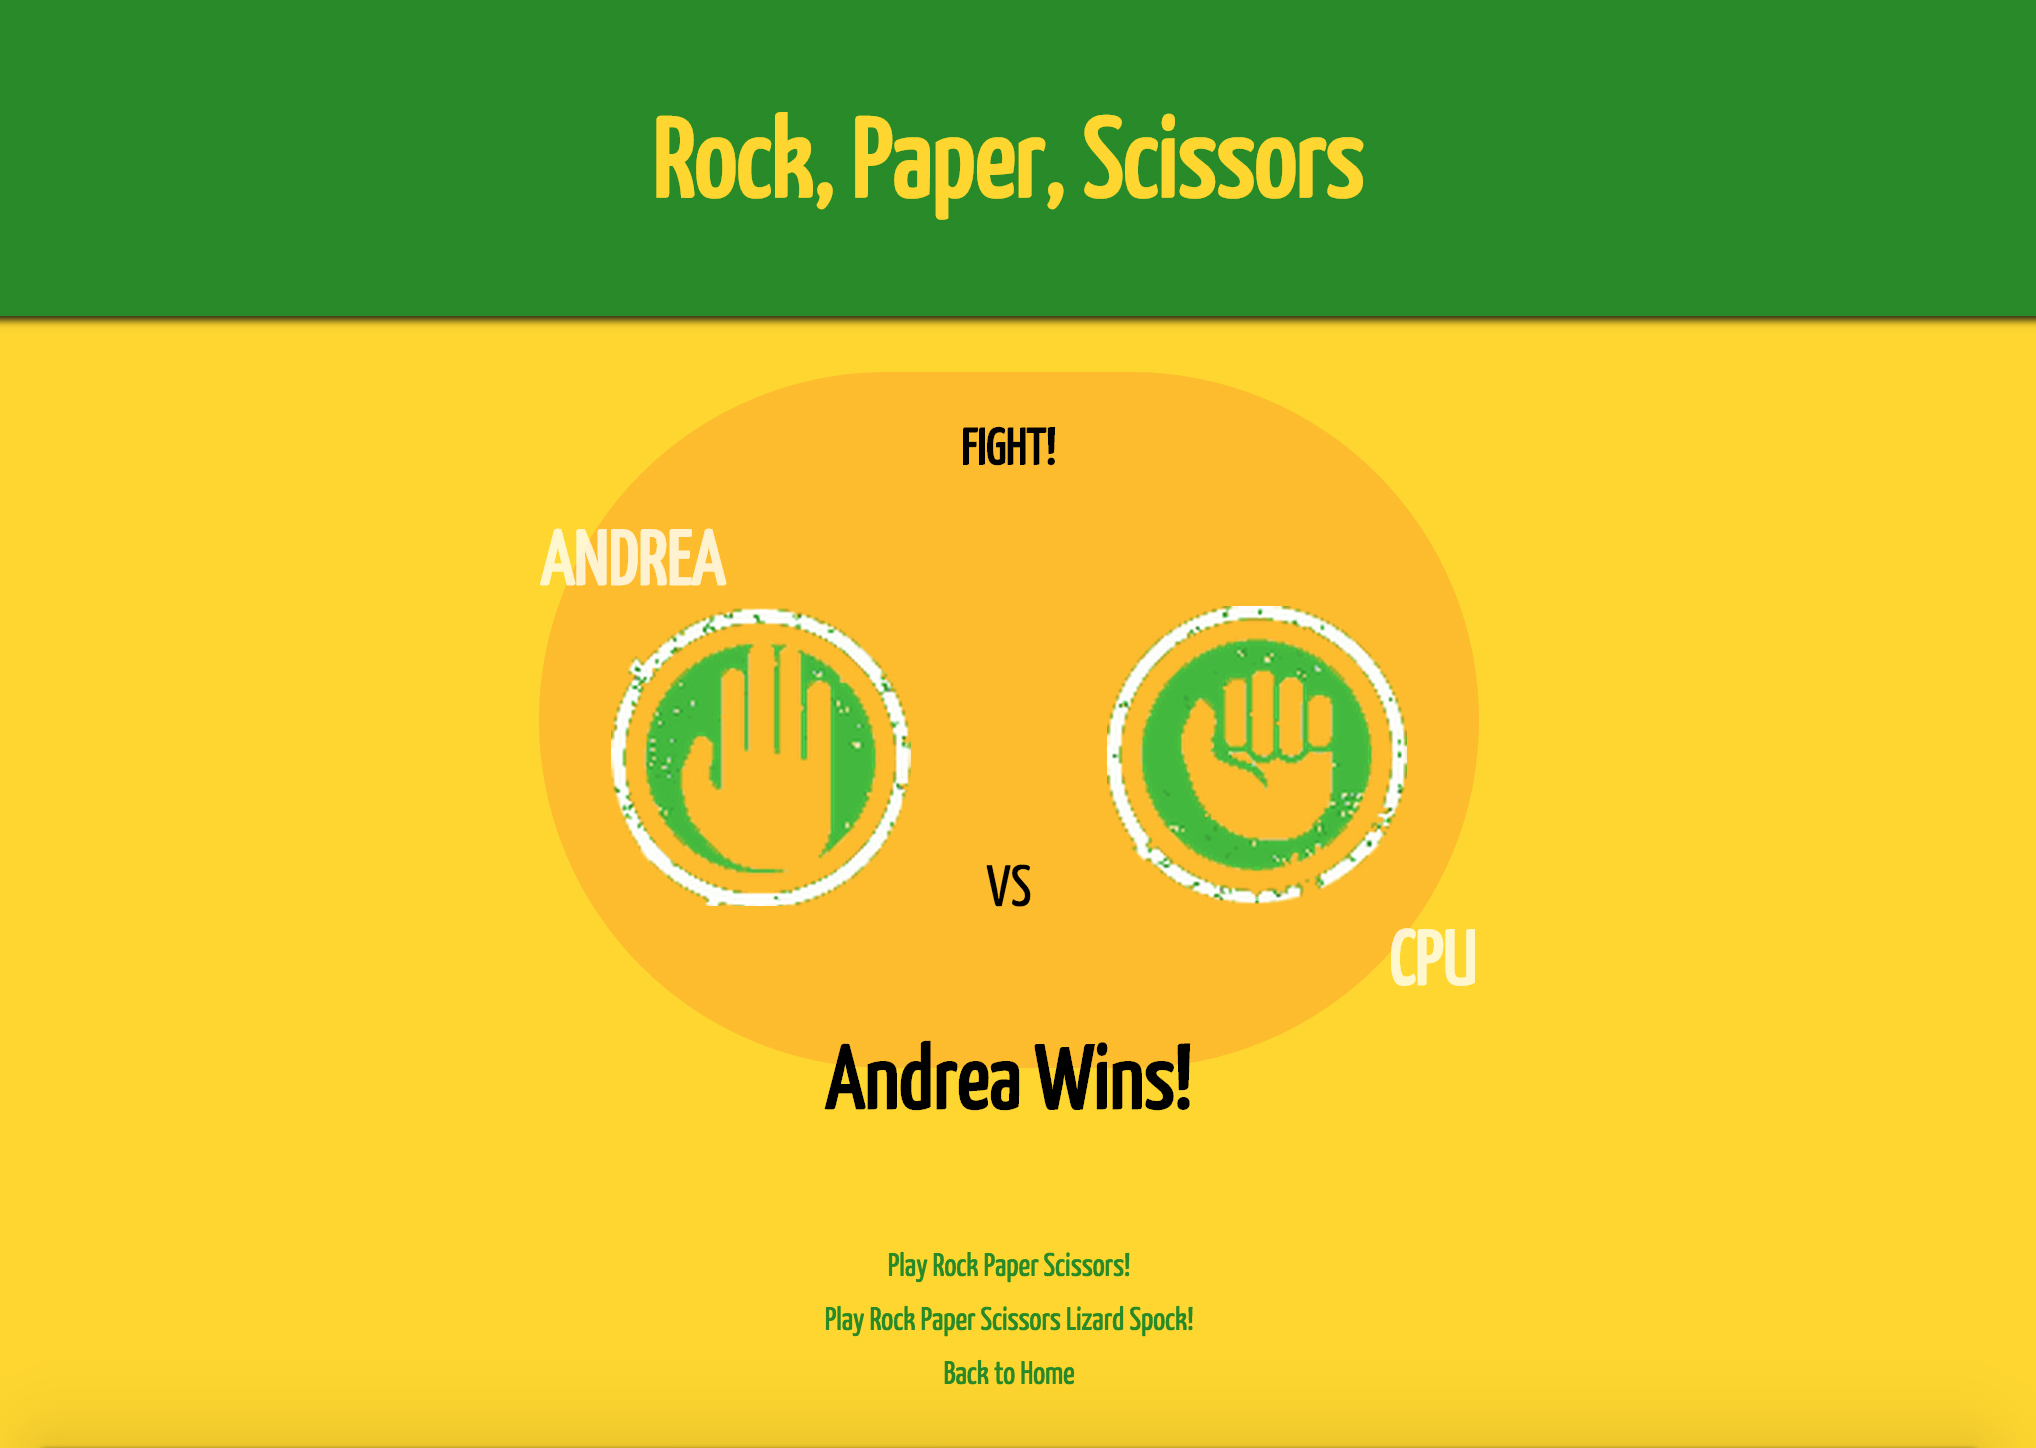 Rock, Paper, Scissors
FIGHT!
ANDREA
VS
CPU
Andrea Wins!
Play Rock Paper Scissors!
Play Rock Paper Scissors Lizard Spock!
Back to Home